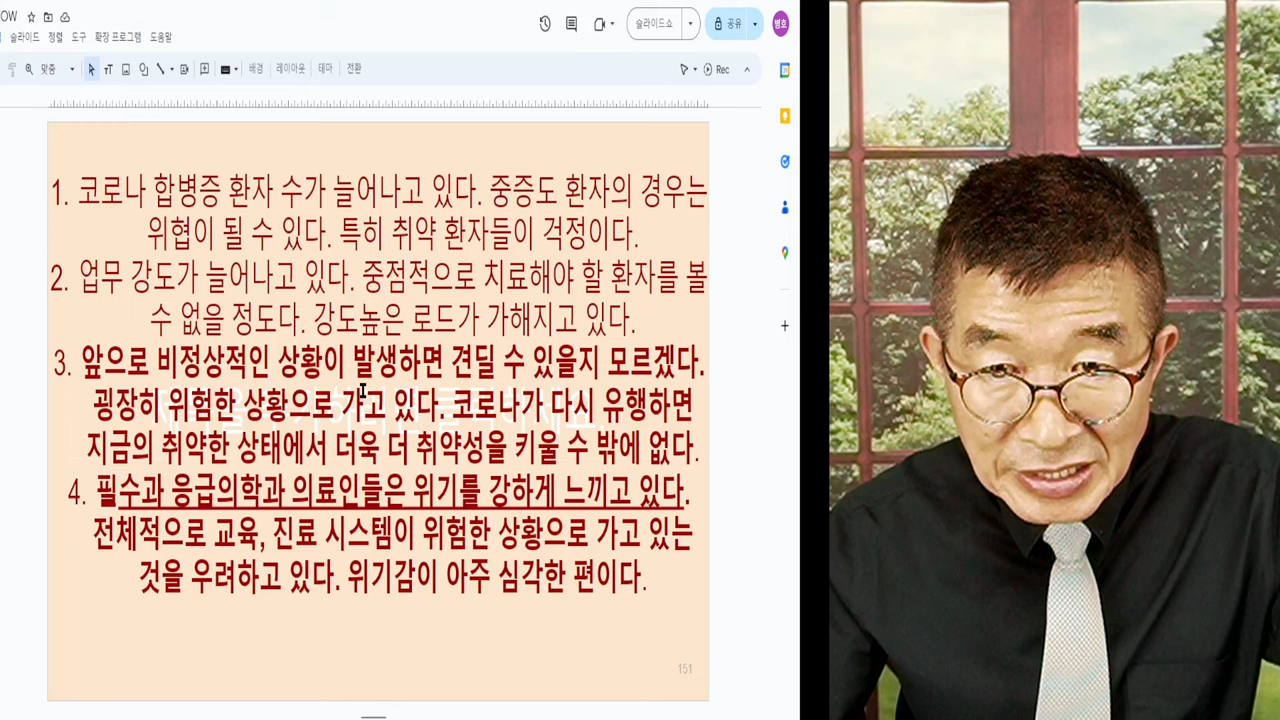 OW
슬라이드 정렬 도구 확장 프로그램 도움말
슬라이드쇼
공유
병호
맞춤
배경 레이아웃 테마 전환
Rec
1. 코로나 합병증 환자 수가 늘어나고 있다. 중증도 환자의 경우는
위협이 될 수 있다. 특히 취약 환자들이 걱정이다.
2. 업무 강도가 늘어나고 있다. 중점적으로 치료해야 할 환자를 볼
수 없을 정도다. 강도높은 로드가 가해지고 있다.
3. 앞으로 비정상적인 상황이 발생하면 견딜 수 있을지 모르겠다.
굉장히 위험한 상황으로 가고 있다. 코로나가 다시 유행하면
지금의 취약한 상태에서 더욱 더 취약성을 키울 수 밖에 없다.
4. 필수과 응급의학과 의료인들은 위기를 강하게 느끼고 있다.
전체적으로 교육, 진료 시스템이 위험한 상황으로 가고 있는
것을 우려하고 있다. 위기감이 아주 심각한 편이다.
151